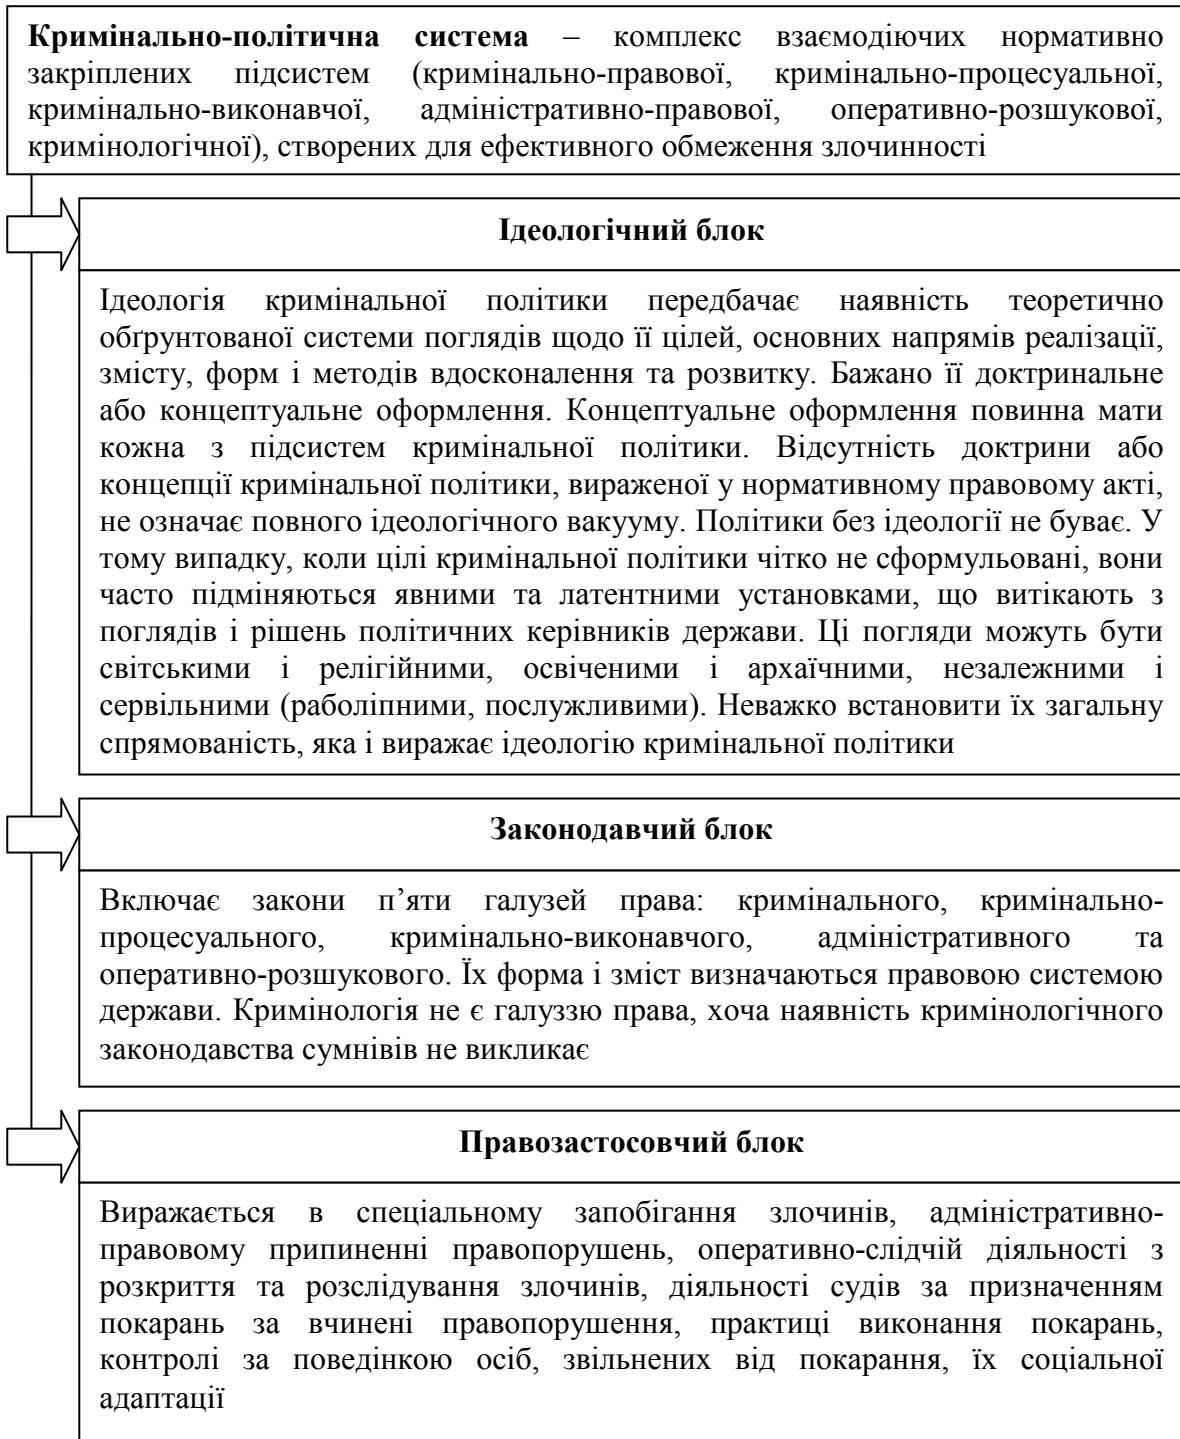 Кримінально-політична система – комплекс взаємодіючих нормативно
закріплених підсистем (кримінально-правової, кримінально-процесуальної,
кримінально-виконавчої, адміністративно-правової, оперативно-розшукової,
кримінологічної), створених для ефективного обмеження злочинності
Ідеологічний блок
Ідеологія кримінальної політики передбачає наявність теоретично
обґрунтованої системи поглядів щодо її цілей, основних напрямів реалізації,
змісту, форм і методів вдосконалення та розвитку. Бажано її доктринальне
або концептуальне оформлення. Концептуальне оформлення повинна мати
кожна з підсистем кримінальної політики. Відсутність доктрини або
концепції кримінальної політики, вираженої у нормативному правовому акті,
не означає повного ідеологічного вакууму. Політики без ідеології не буває. У
тому випадку, коли цілі кримінальної політики чітко не сформульовані, вони
часто підміняються явними та латентними установками, що витікають з
поглядів і рішень політичних керівників держави. Ці погляди можуть бути
світськими і релігійними, освіченими і архаїчними, незалежними і
сервільними (раболіпними, послужливими). Неважко встановити їх загальну
спрямованість, яка і виражає ідеологію кримінальної політики
Законодавчий блок
Включає закони п’яти галузей права: кримінального, кримінально-
процесуального, кримінально-виконавчого, адміністративного та
оперативно-розшукового. Їх форма і зміст визначаються правовою системою
держави. Кримінологія не є галуззю права, хоча наявність кримінологічного
законодавства сумнівів не викликає
Правозастосовчий блок
Виражається в спеціальному запобігання злочинів, адміністративно-
правовому припиненні правопорушень, оперативно-слідчій діяльності з
розкриття та розслідування злочинів, діяльності судів за призначенням
покарань за вчинені правопорушення, практиці виконання покарань,
контролі за поведінкою осіб, звільнених від покарання, їх соціальної
адаптації